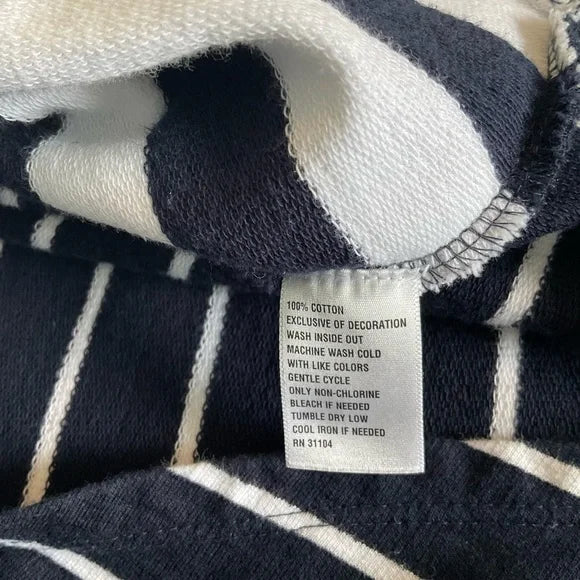 100% COTTON
EXCLUSIVE OF DECORATION
WASH INSIDE OUT
MACHINE WASH COLD
WITH LIKE COLORS
GENTLE CYCLE
ONLY NON-CHLORINE
BLEACH IF NEEDED
TUMBLE DRY LOW
COOL IRON IF NEEDED
RN 31104